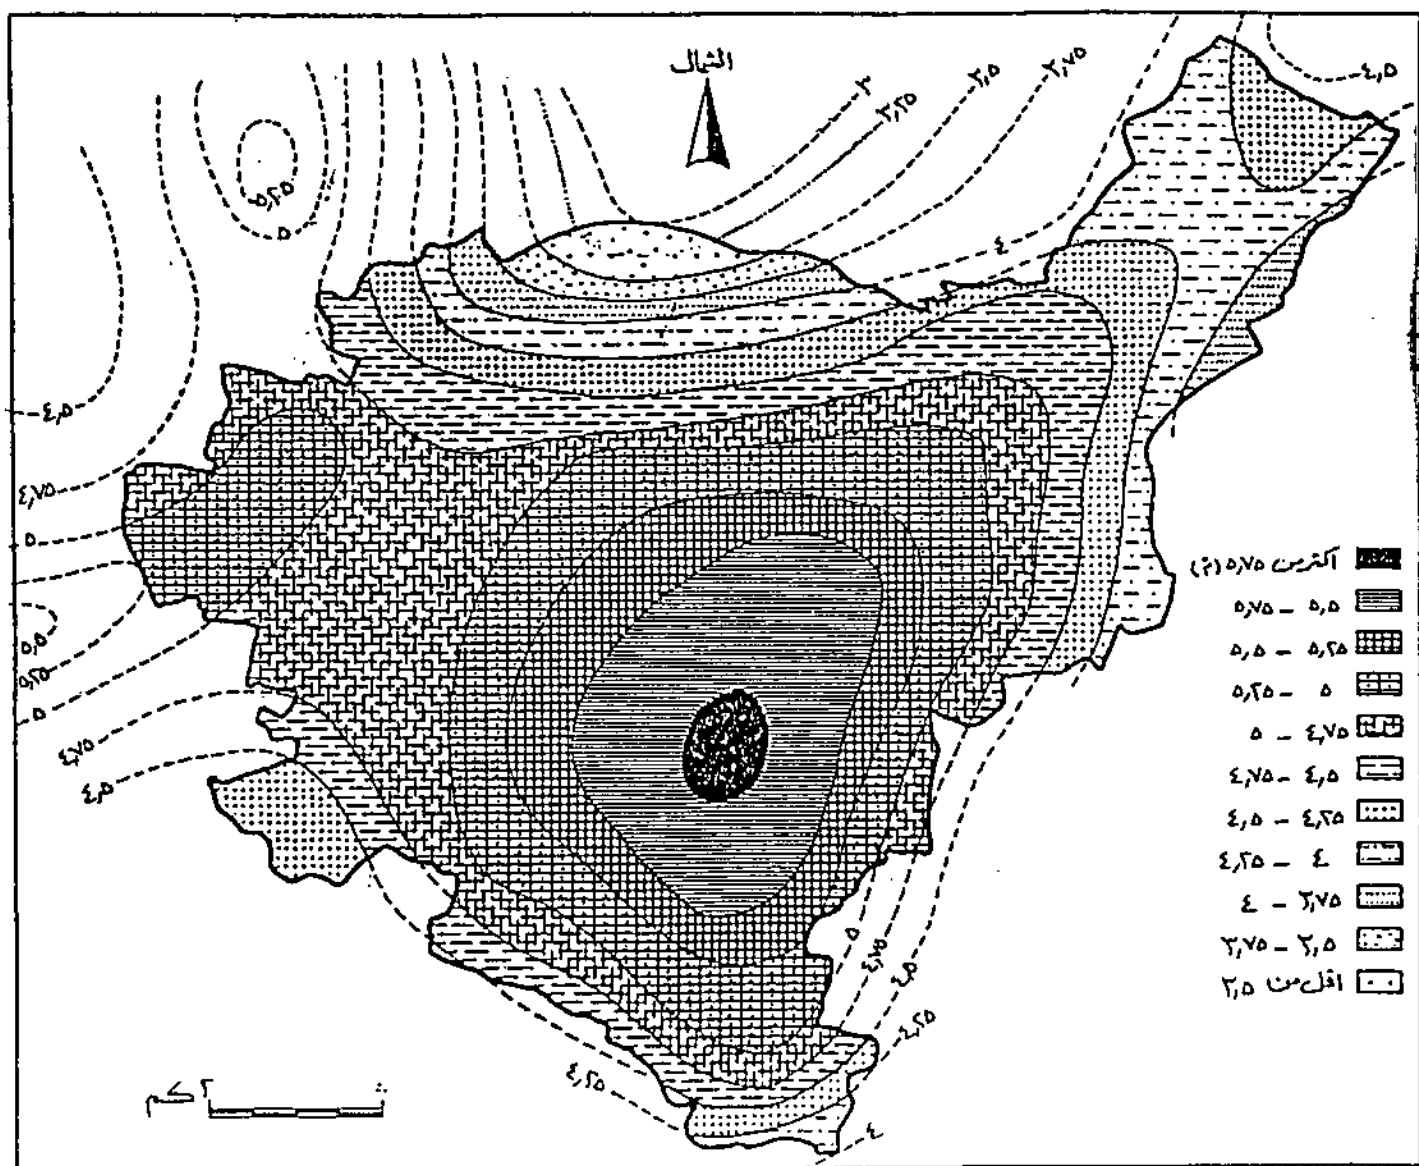 الشمال
٣
٣,٢٥
٣,٥
٣,٧٥
٤,٥
٤
٥,٢٥
٥
٤,٥
٤,٧٥
٥
٥,٥
٥,٢٥
٥
٤,٧٥
٤,٥
اكثر من ٥,٧٥ (م)
٥,٥ - ٥,٧٥
٥,٢٥ - ٥,٥
٥ - ٥,٢٥
٤,٧٥ - ٥
٤,٥ - ٤,٧٥
٤,٢٥ - ٤,٥
٤ - ٤,٢٥
٣,٧٥ - ٤
٣,٥ - ٣,٧٥
اقل من ٣,٥
٥
٤,٧٥
٤,٥
٤,٢٥
٤,٢٥
٤
٢ كم